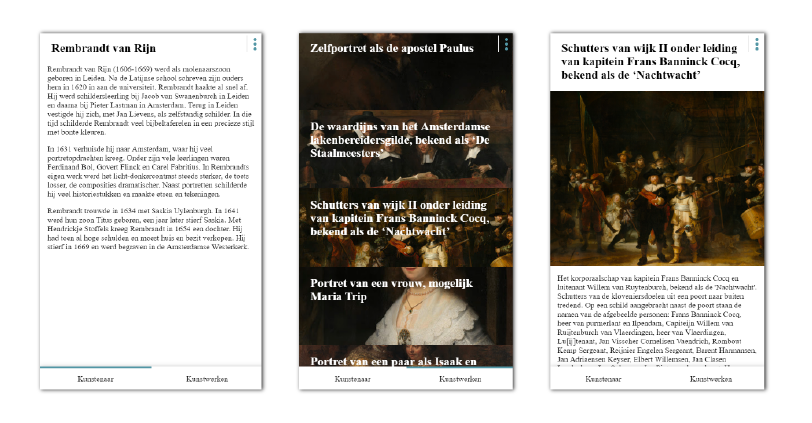 Rembrandt van Rijn
Rembrandt van Rijn (1606-1669) werd als molenaarszoon
geboren in Leiden. Na de Latijnse school schreven zijn ouders
hem in 1620 in aan de universiteit. Rembrandt haakte al snel af.
Hij werd schildersleerling bij Jacob van Swanenburch in Leiden
en daarna bij Pieter Lastman in Amsterdam. Terug in Leiden
vestigde hij zich, met Jan Lievens, als zelfstandig schilder. In die
tijd schilderde Rembrandt veel bijbeltaferelen in een precieze stijl
met bonte kleuren.
In 1631 verhuisde hij naar Amsterdam, waar hij veel
portretopdrachten kreeg. Onder zijn vele leerlingen waren
Ferdinand Bol, Govert Flinck en Carel Fabritius. In Rembrandts
eigen werk werd het licht-donkercontrast steeds sterker, de toets
losser, de composities dramatischer. Naast portretten schilderde
hij veel historiestukken en maakte etsen en tekeningen.
Rembrandt trouwde in 1634 met Saskia Uylenburgh. In 1641
werd hun zoon Titus geboren, een jaar later stierf Saskia. Met
Hendrickje Stoffels kreeg Rembrandt in 1654 een dochter. Hij
had toen al hoge schulden en moest huis en bezit verkopen. Hij
stierf in 1669 en werd begraven in de Amsterdamse Westerkerk.
Kunstenaar
Kunstwerken
Zelfportret als de apostel Paulus
De waardijns van het Amsterdamse
lakenbereidersgilde, bekend als ‘De
Staalmeesters’
Schutters van wijk II onder leiding
van kapitein Frans Banninck Cocq,
bekend als de ‘Nachtwacht’
Portret van een vrouw, mogelijk
Maria Trip
Portret van een paar als Isaak en
Kunstenaar
Kunstwerken
Schutters van wijk II onder leiding
van kapitein Frans Banninck Cocq,
bekend als de ‘Nachtwacht’
Het korporaalschap van kapitein Frans Banninck Cocq en
luitenant Willem van Ruytenburch, bekend als de 'Nachtwacht'.
Schutters van de kloveniersdoelen uit een poort naar buiten
tredend. Op een schild aangebracht naast de poort staan de
namen van de afgebeelde personen: Frans Banninck Cocq,
heer van purmerlant en Ilpendam, Capiteijn Willem van
Ruijtenburch van Vlaerdingen, heer van Vlaerdingen,
Lu[ij]tenant, Jan Visscher Cornelisen Vaendrich, Rombout
Kemp Sergeant, Reijnier Engelen Sergeant, Barent Harmansen,
Jan Adriaensen Keyser, Elbert Willemsen, Jan Clasen
Kunstenaar
Kunstwerken